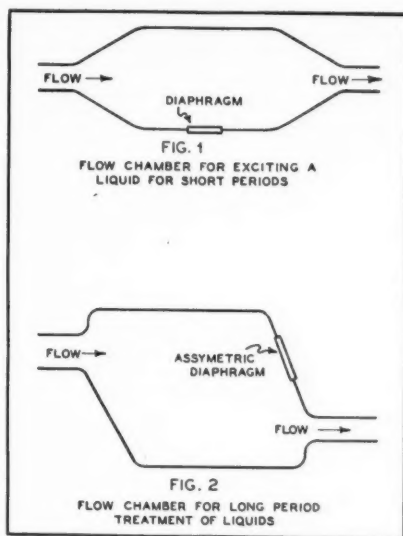 FLOW
FLOW
DIAPHRAGM
FIG. 1
FLOW CHAMBER FOR EXCITING A
LIQUID FOR SHORT PERIODS
FLOW
ASSYMETRIC
DIAPHRAGM
FLOW
FIG. 2
FLOW CHAMBER FOR LONG PERIOD
TREATMENT OF LIQUIDS